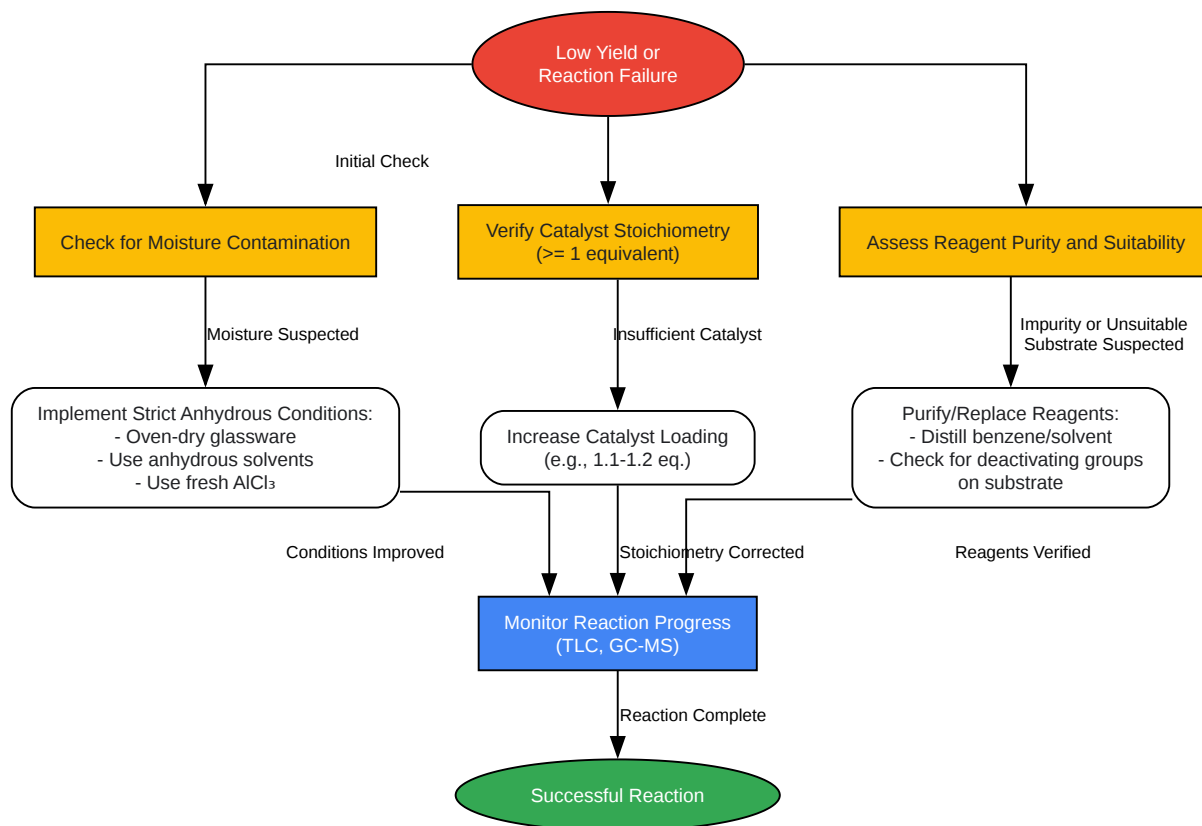 Low Yield or
Reaction Failure
Initial Check
Check for Moisture Contamination
Verify Catalyst Stoichiometry
(>= 1 equivalent)
Assess Reagent Purity and Suitability
Moisture Suspected
Insufficient Catalyst
Impurity or Unsuitable
Substrate Suspected
Implement Strict Anhydrous Conditions:
- Oven-dry glassware
- Use anhydrous solvents
- Use fresh AlCl₃
Increase Catalyst Loading
(e.g., 1.1-1.2 eq.)
Purify/Replace Reagents:
- Distill benzene/solvent
- Check for deactivating groups
on substrate
Conditions Improved
Stoichiometry Corrected
Reagents Verified
Monitor Reaction Progress
(TLC, GC-MS)
Reaction Complete
Successful Reaction